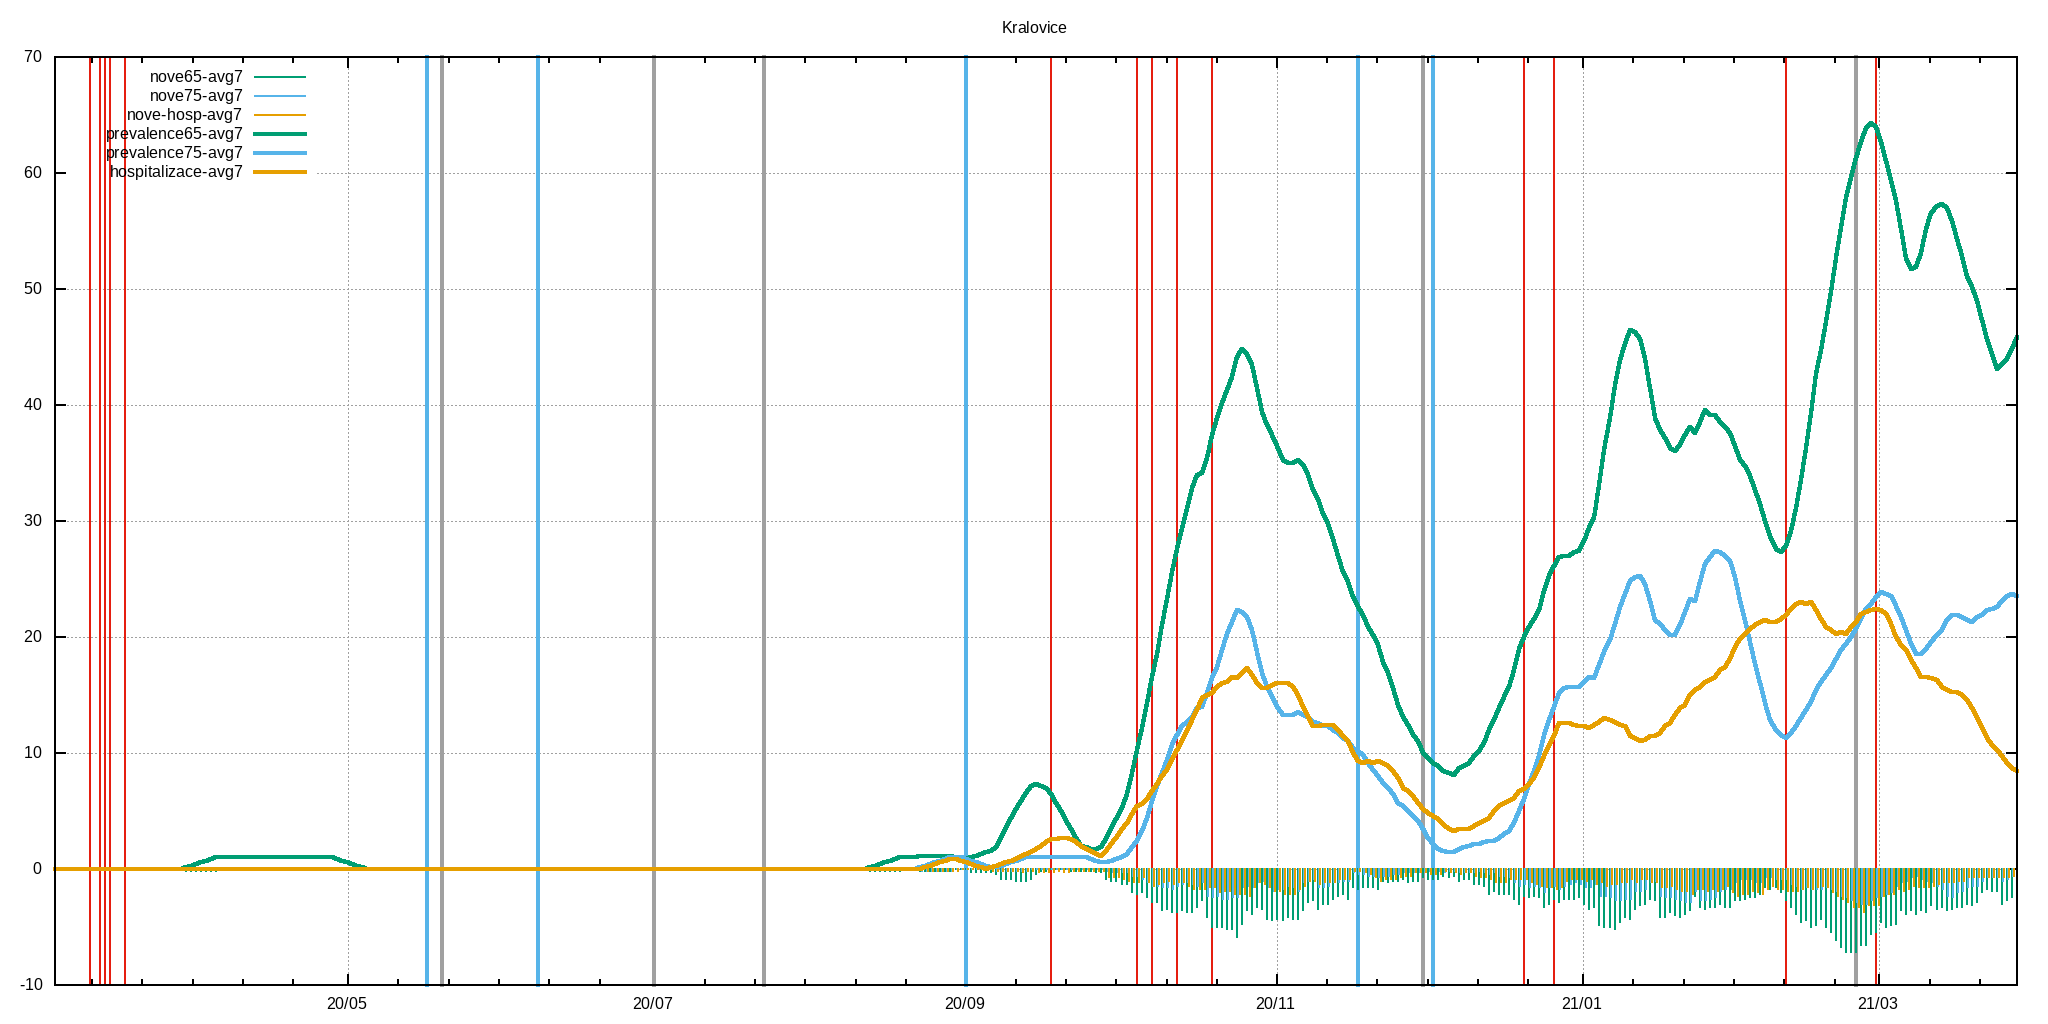 Kralovice
70
60
50
40
30
20
10
0
-10
nove65-avg7
nove75-avg7
nove-hosp-avg7
prevalence65-avg7
prevalence75-avg7
hospitalizace-avg7
20/05 20/07 20/09 20/11 21/01 21/03